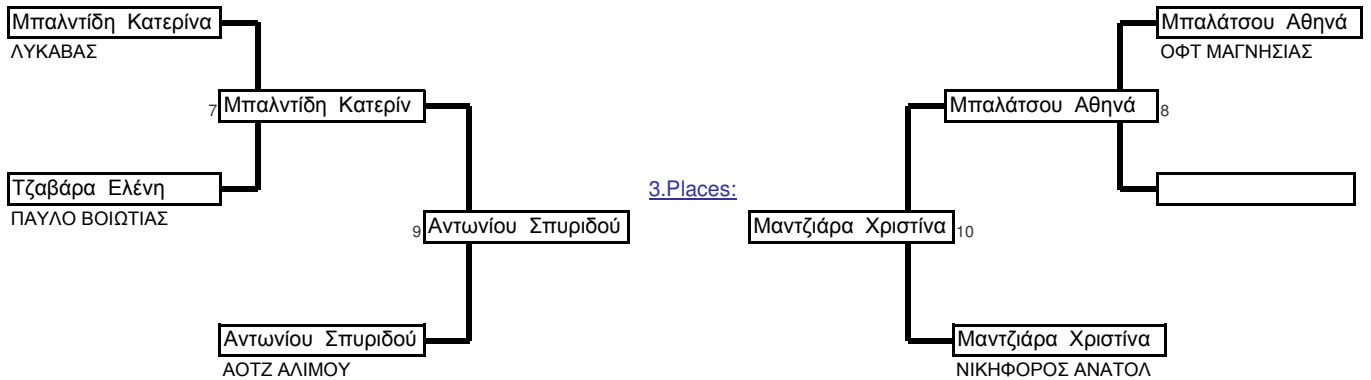 Μπαλντίδη Κατερίνα
ΛΥΚΑΒΑΣ
Μπαλάτσου Αθηνά
ΟΦΤ ΜΑΓΝΗΣΙΑΣ
7 Μπαλντίδη Κατερίν
Μπαλάτσου Αθηνά 8
Τζαβάρα Ελένη
ΠΑΥΛΟ ΒΟΙΩΤΙΑΣ
3.Places:
9 Αντωνίου Σπυριδού
Μαντζιάρα Χριστίνα 10
Αντωνίου Σπυριδού
ΑΟΤΖ ΑΛΙΜΟΥ
Μαντζιάρα Χριστίνα
ΝΙΚΗΦΟΡΟΣ ΑΝΑΤΟΛ